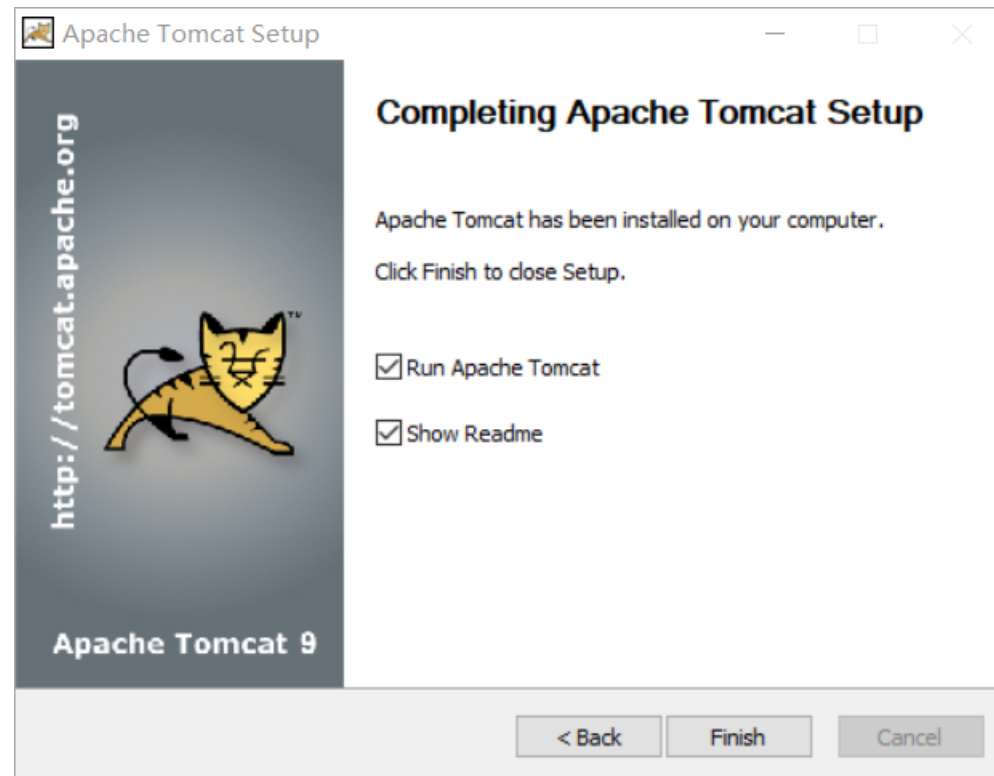 Apache Tomcat Setup
http://tomcat.apache.org
TM
Apache Tomcat 9
Completing Apache Tomcat Setup
Apache Tomcat has been installed on your computer.
Click Finish to close Setup.
Run Apache Tomcat
Show Readme
< Back
Finish
Cancel